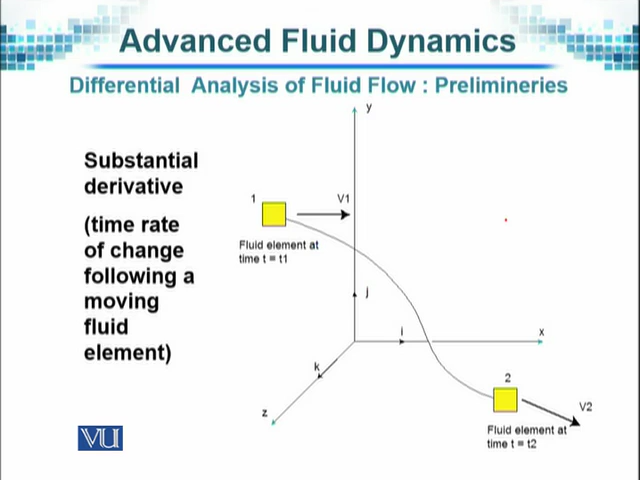 Advanced Fluid Dynamics
Differential Analysis of Fluid Flow : Prelimineries
Substantial
derivative
(time rate
of change
following a
moving
fluid
element)
y
1
V1
Fluid element at
time t = t1
j
i
x
k
z
2
V2
Fluid element at
time t = t2
VU